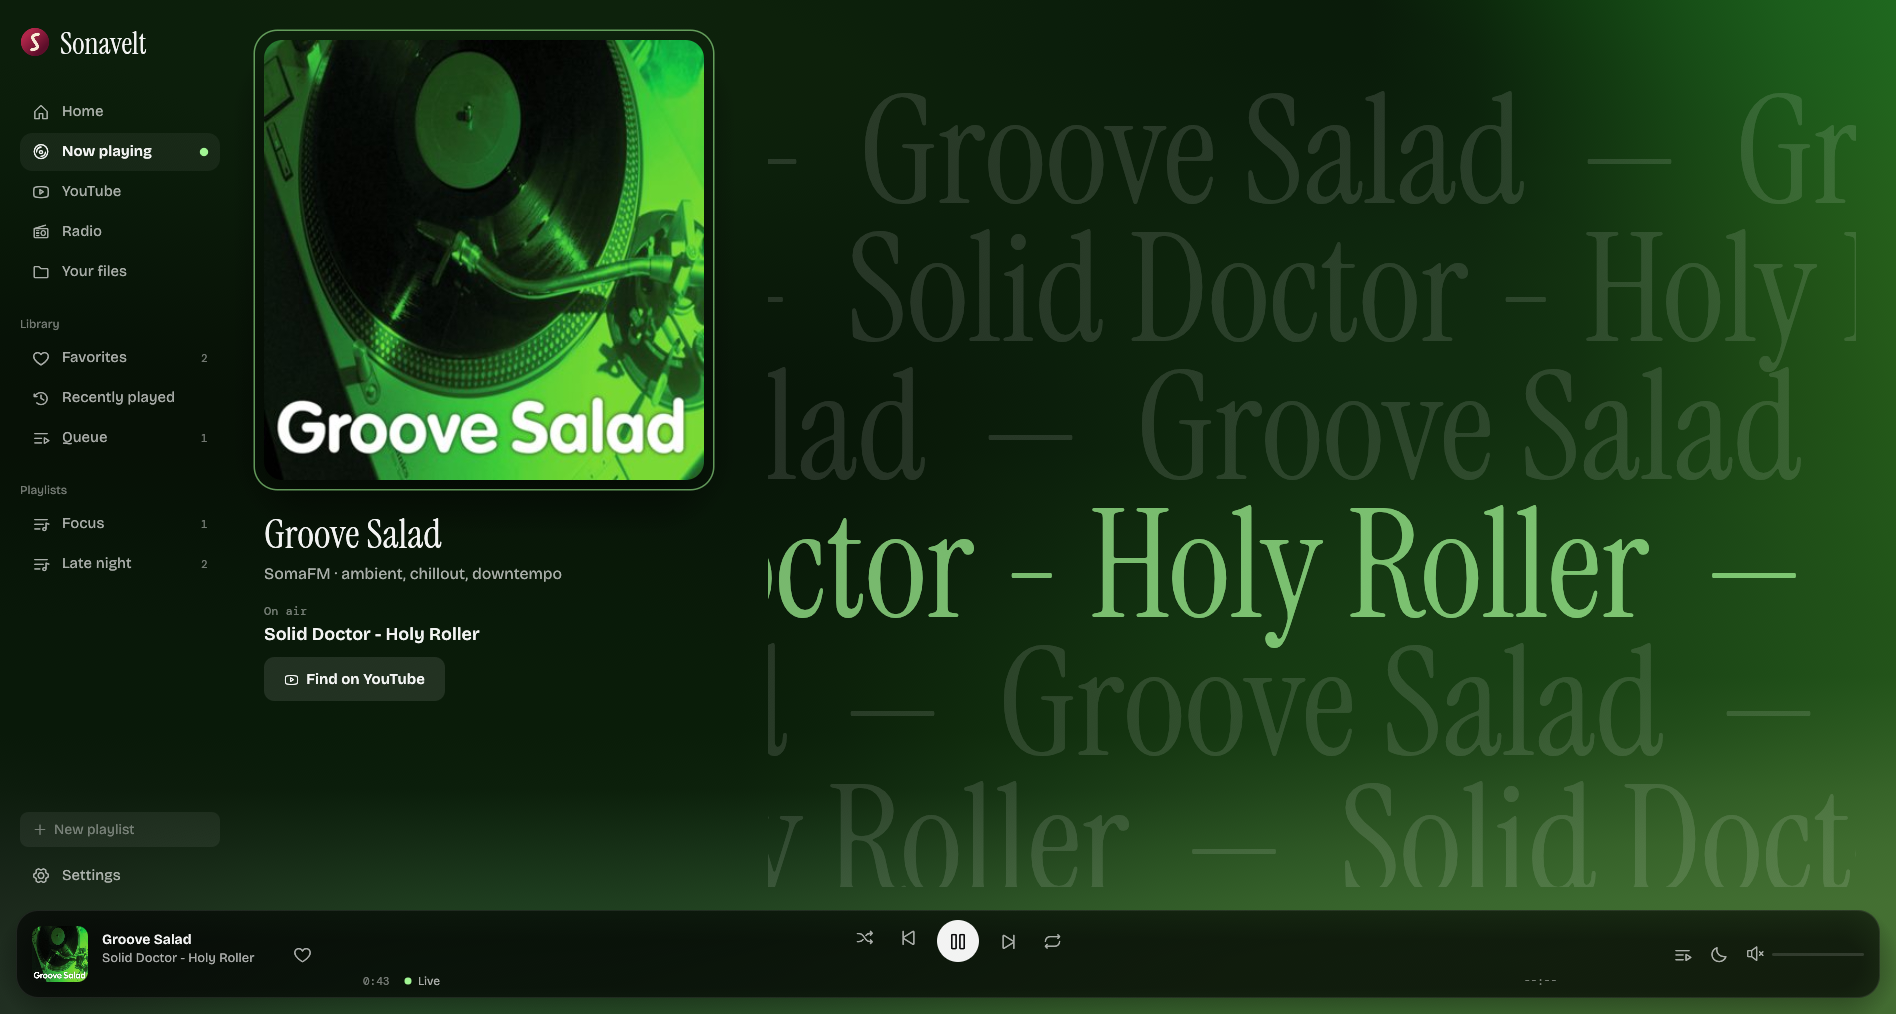 Sonavelt
Home
Now playing
YouTube
Radio
Your files
Library
Favorites 2
Recently played
Queue 1
Playlists
Focus 1
Late night 2
New playlist
Settings
Groove Salad
Groove Salad
SomaFM · ambient, chillout, downtempo
On air
Solid Doctor - Holy Roller
Find on YouTube
– Groove Salad — Gr
- Solid Doctor - Holy
lad — Groove Salad
ctor - Holy Roller —
l — Groove Salad —
y Roller — Solid Doct
Groove Salad
Groove Salad
Solid Doctor - Holy Roller
0:43 Live
--:--